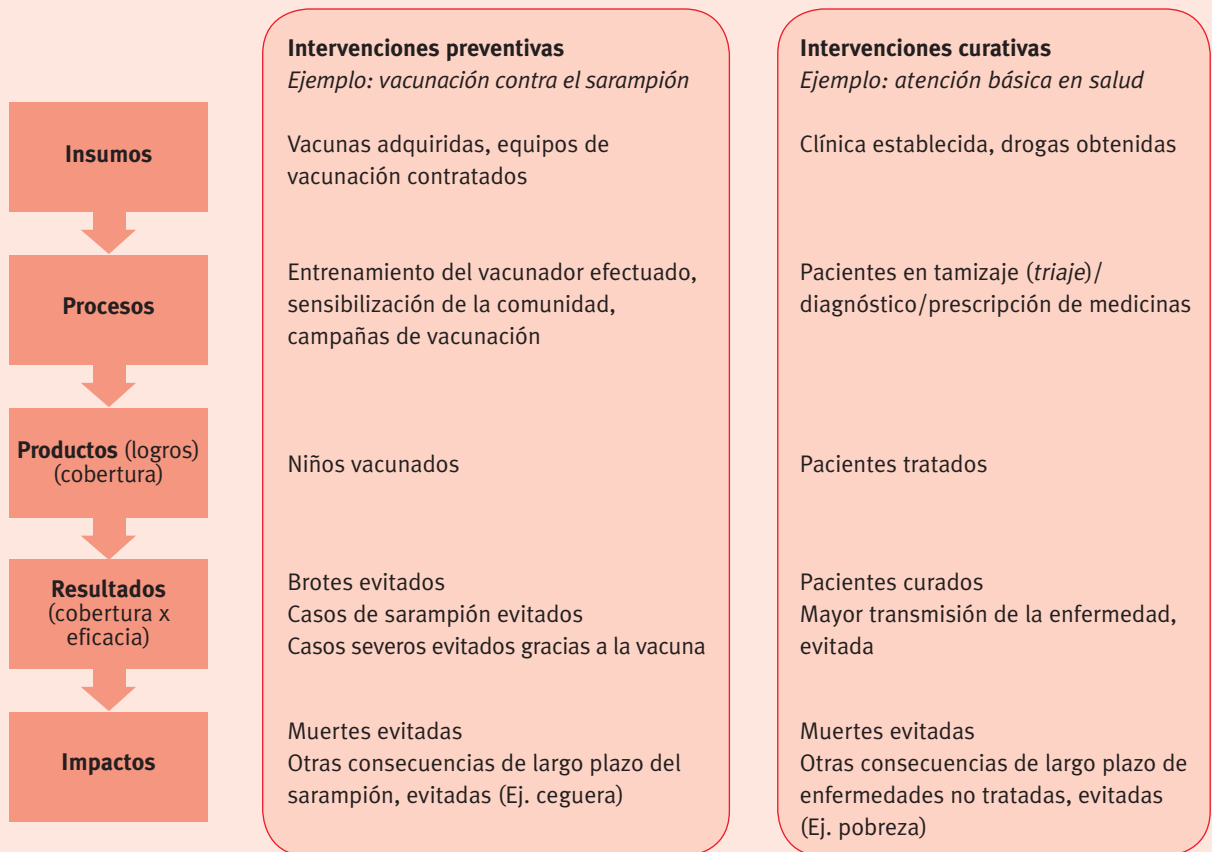 Intervenciones preventivas
Ejemplo: vacunación contra el sarampión
Intervenciones curativas
Ejemplo: atención básica en salud
Insumos
Vacunas adquiridas, equipos de
vacunación contratados
Clínica establecida, drogas obtenidas
Procesos
Entrenamiento del vacunador efectuado,
sensibilización de la comunidad,
campañas de vacunación
Pacientes en tamizaje (triaje)/
diagnóstico/prescripción de medicinas
Productos (logros)
(cobertura)
Niños vacunados
Pacientes tratados
Resultados
(cobertura x
eficacia)
Brotes evitados
Casos de sarampión evitados
Casos severos evitados gracias a la vacuna
Pacientes curados
Mayor transmisión de la enfermedad,
evitada
Impactos
Muertes evitadas
Otras consecuencias de largo plazo del
sarampión, evitadas (Ej. ceguera)
Muertes evitadas
Otras consecuencias de largo plazo de
enfermedades no tratadas, evitadas
(Ej. pobreza)